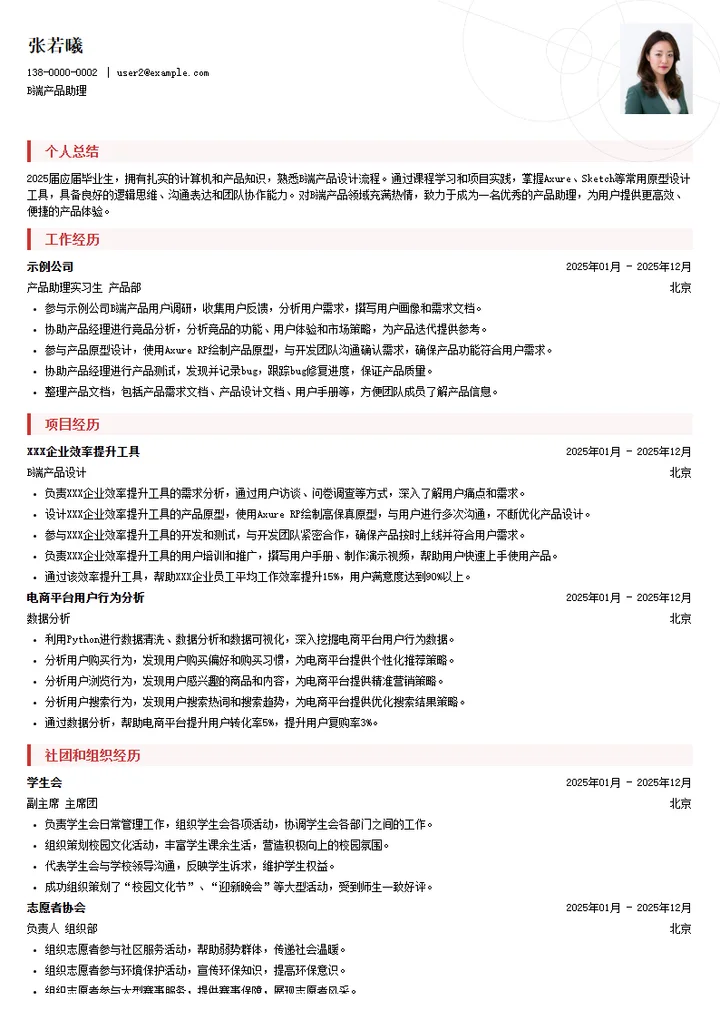 张若曦
138-0000-0002 | user2@example.com
B端产品助理
个人总结
2025届应届毕业生，拥有扎实的计算机和产品知识，熟悉B端产品设计流程。通过课程学习和项目实践，掌握Axure、Sketch等常用原型设计
工具，具备良好的逻辑思维、沟通表达和团队协作能力。对B端产品领域充满热情，致力于成为一名优秀的产品助理，为用户提供更高效、
便捷的产品体验。
工作经历
示例公司 2025年01月 - 2025年12月
产品助理实习生 产品部 北京
• 参与示例公司B端产品用户调研，收集用户反馈，分析用户需求，撰写用户画像和需求文档。
• 协助产品经理进行竞品分析，分析竞品的功能、用户体验和市场策略，为产品迭代提供参考。
• 参与产品原型设计，使用Axure RP绘制产品原型，与开发团队沟通确认需求，确保产品功能符合用户需求。
• 协助产品经理进行产品测试，发现并记录bug，跟踪bug修复进度，保证产品质量。
• 整理产品文档，包括产品需求文档、产品设计文档、用户手册等，方便团队成员了解产品信息。
项目经历
XXX企业效率提升工具 2025年01月 - 2025年12月
B端产品设计 北京
• 负责XXX企业效率提升工具的需求分析，通过用户访谈、问卷调查等方式，深入了解用户痛点和需求。
• 设计XXX企业效率提升工具的产品原型，使用Axure RP绘制高保真原型，与用户进行多次沟通，不断优化产品设计。
• 参与XXX企业效率提升工具的开发和测试，与开发团队紧密合作，确保产品按时上线并符合用户需求。
• 负责XXX企业效率提升工具的用户培训和推广，撰写用户手册、制作演示视频，帮助用户快速上手使用产品。
• 通过该效率提升工具，帮助XXX企业员工平均工作效率提升15%，用户满意度达到90%以上。
电商平台用户行为分析 2025年01月 - 2025年12月
数据分析 北京
• 利用Python进行数据清洗、数据分析和数据可视化，深入挖掘电商平台用户行为数据。
• 分析用户购买行为，发现用户购买偏好和购买习惯，为电商平台提供个性化推荐策略。
• 分析用户浏览行为，发现用户感兴趣的商品和内容，为电商平台提供精准营销策略。
• 分析用户搜索行为，发现用户搜索热词和搜索趋势，为电商平台提供优化搜索结果策略。
• 通过数据分析，帮助电商平台提升用户转化率5%，提升用户复购率3%。
社团和组织经历
学生会 2025年01月 - 2025年12月
副主席 主席团 北京
• 负责学生会日常管理工作，组织学生会各项活动，协调学生会各部门之间的工作。
• 组织策划校园文化活动，丰富学生课余生活，营造积极向上的校园氛围。
• 代表学生会与学校领导沟通，反映学生诉求，维护学生权益。
• 成功组织策划了“校园文化节”、“迎新晚会”等大型活动，受到师生一致好评。
志愿者协会 2025年01月 - 2025年12月
负责人 组织部 北京
• 组织志愿者参与社区服务活动，帮助弱势群体，传递社会温暖。
• 组织志愿者参与环境保护活动，宣传环保知识，提高环保意识。
• 组织志愿者参与大型赛事服务，提供赛事保障，展现志愿者风采。